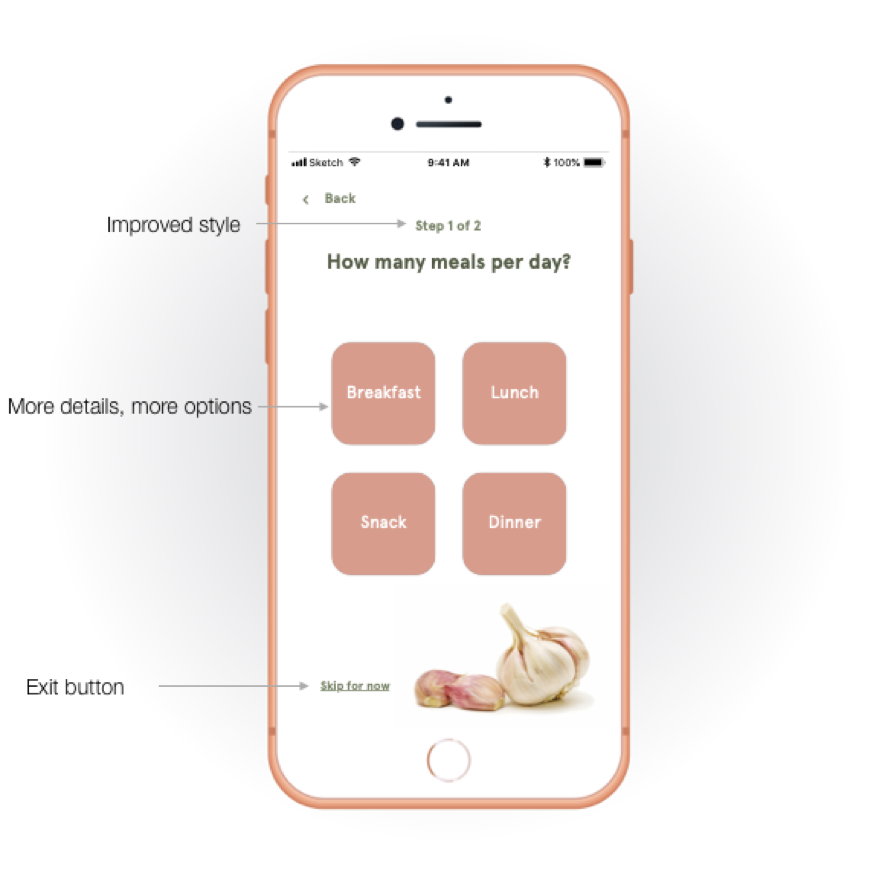 Sketch 9:41 AM 100%
Back
Improved style
Step 1 of 2
How many meals per day?
More details, more options
Breakfast
Lunch
Snack
Dinner
Exit button
Skip for now